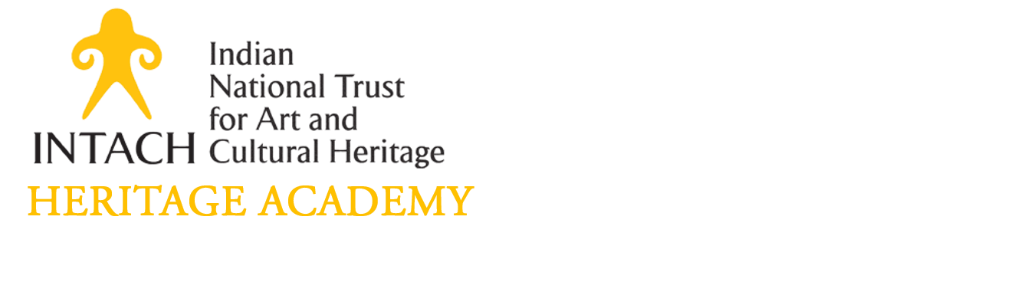 Indian
National Trust
for Art and
INTACH Cultural Heritage
HERITAGE ACADEMY